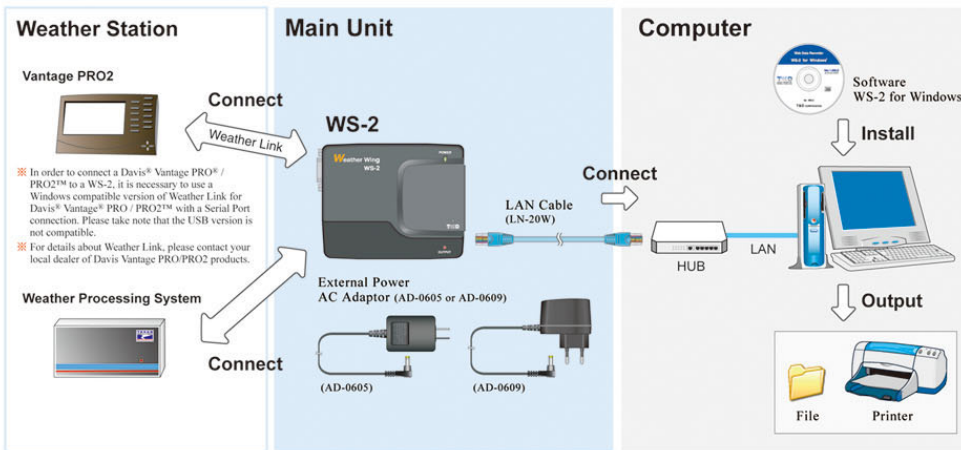 Weather Station
Vantage PRO2
Connect
Weather Link
※ In order to connect a Davis® Vantage PRO® /
PRO2™ to a WS-2, it is necessary to use a
Windows compatible version of Weather Link for
Davis® Vantage® PRO / PRO2™ with a Serial Port
connection. Please take note that the USB version is
not compatible.
※ For details about Weather Link, please contact your
local dealer of Davis Vantage PRO/PRO2 products.
Weather Processing System
Connect
Main Unit
WS-2
Weather Wing
WS-2
POWER
OUTPUT
External Power
AC Adaptor (AD-0605 or AD-0609)
(AD-0605)
(AD-0609)
LAN Cable
(LN-20W)
Connect
Computer
WS-2 for Windows
Software
WS-2 for Windows
Install
HUB
LAN
Output
File
Printer